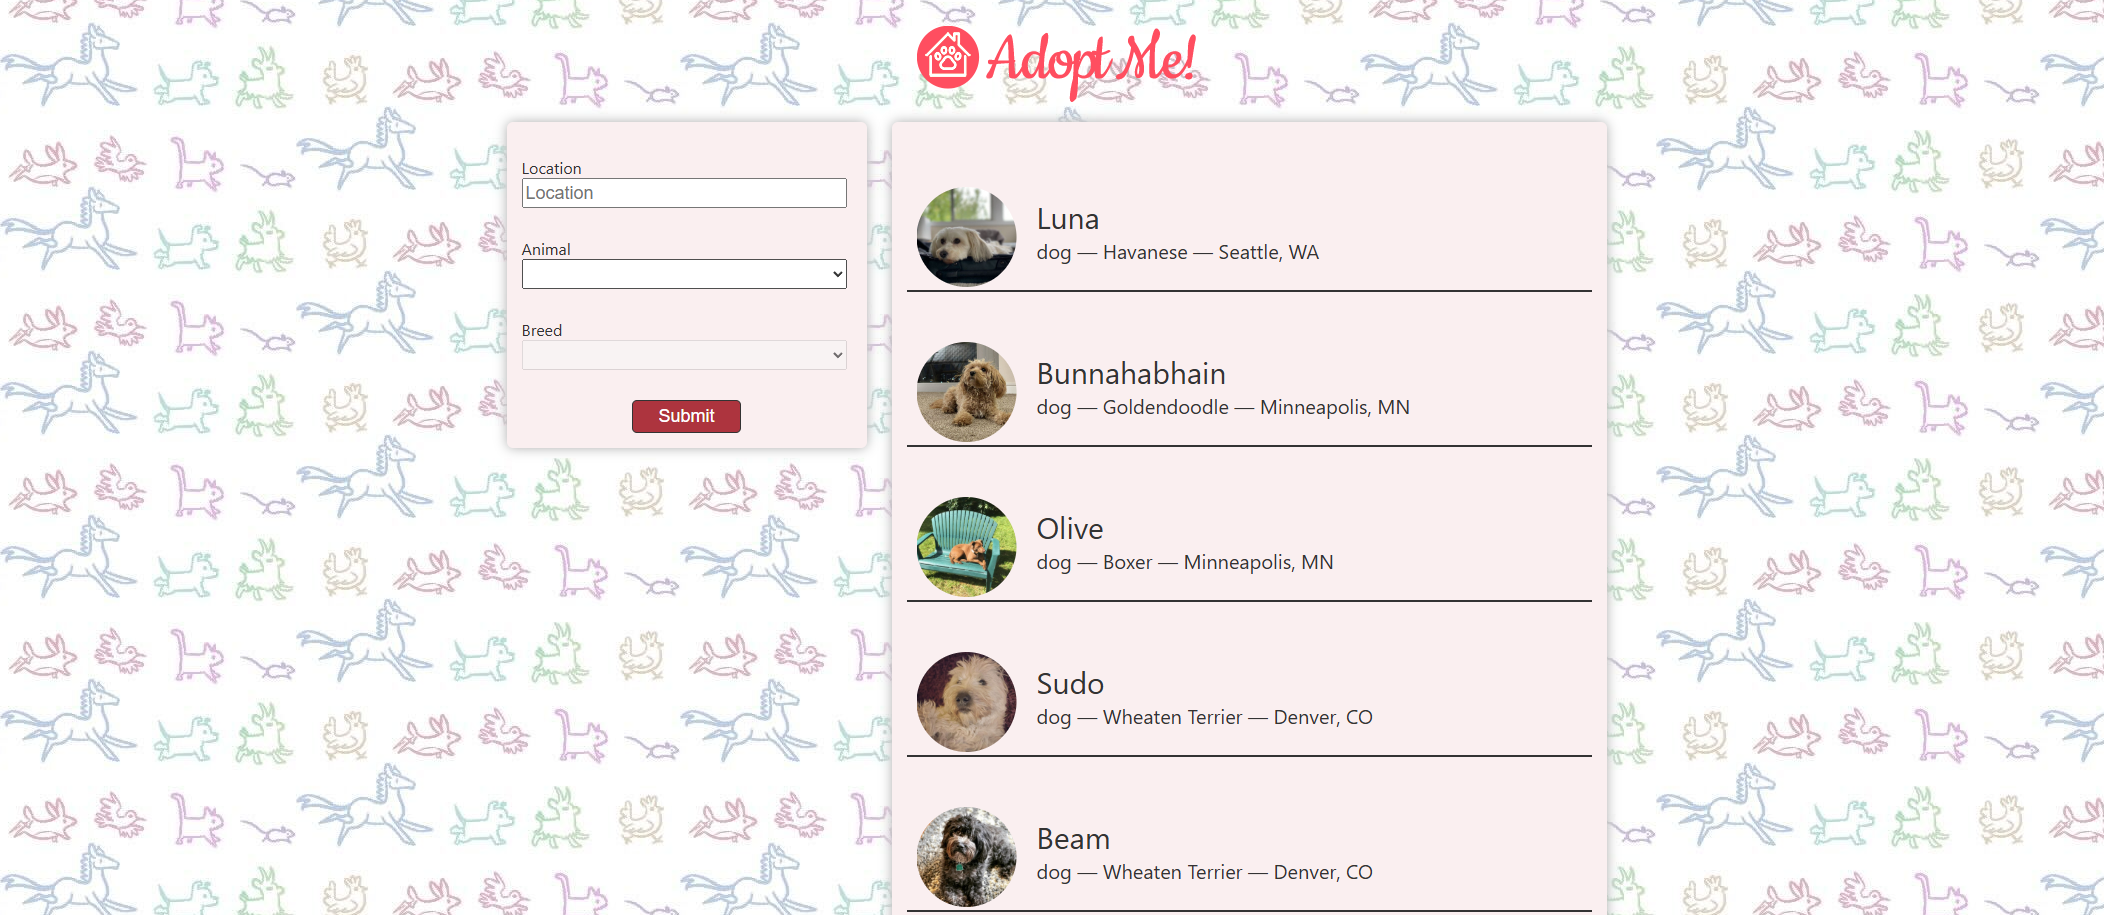 Adopt Me!
Location
Location
Animal
Breed
Submit
Luna
dog — Havanese — Seattle, WA
Bunnahabhain
dog — Goldendoodle — Minneapolis, MN
Olive
dog — Boxer — Minneapolis, MN
Sudo
dog — Wheaten Terrier — Denver, CO
Beam
dog — Wheaten Terrier — Denver, CO